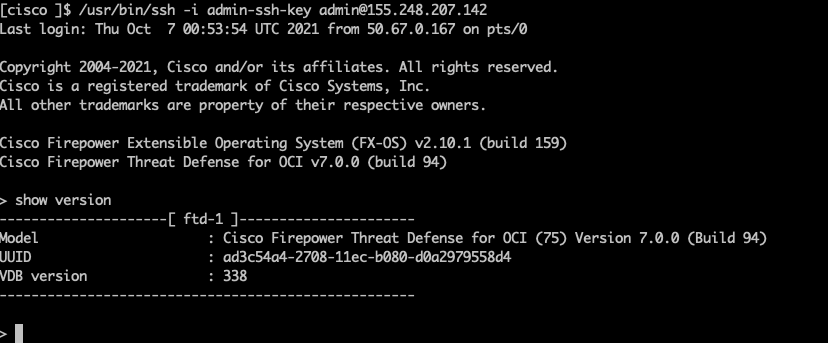 [cisco ]$ /usr/bin/ssh -i admin-ssh-key admin@155.248.207.142
Last login: Thu Oct  7 00:53:54 UTC 2021 from 50.67.0.167 on pts/0
Copyright 2004-2021, Cisco and/or its affiliates. All rights reserved.
Cisco is a registered trademark of Cisco Systems, Inc.
All other trademarks are property of their respective owners.
Cisco Firepower Extensible Operating System (FX-OS) v2.10.1 (build 159)
Cisco Firepower Threat Defense for OCI v7.0.0 (build 94)
> show version
--------------------[ ftd-1 ]---------------------
Model                     : Cisco Firepower Threat Defense for OCI (75) Version 7.0.0 (Build 94)
UUID                      : ad3c54a4-2708-11ec-b080-d0a2979558d4
VDB version               : 338
--------------------------------------------------
>